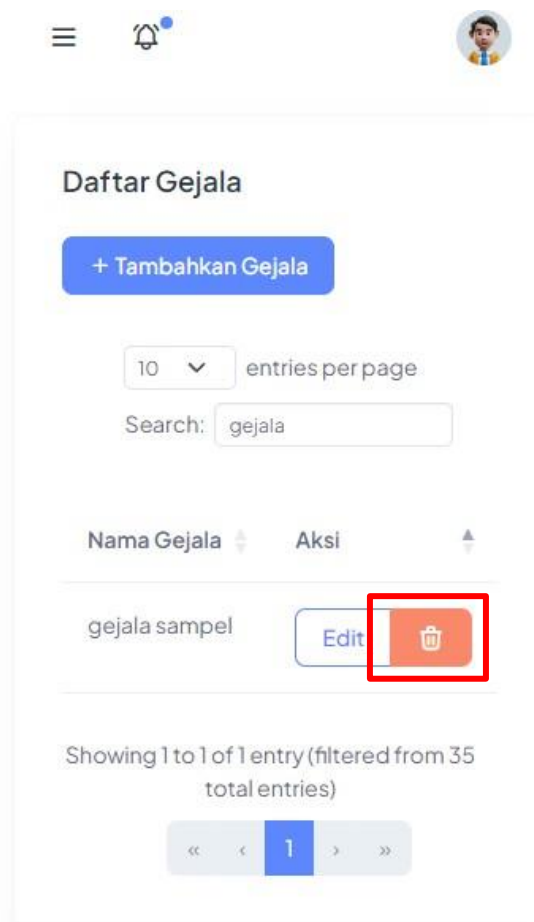 Daftar Gejala
+ Tambahkan Gejala
10 entries per page
Search: gejala
Nama Gejala Aksi
gejala sampel Edit
Showing 1 to 1 of 1 entry (filtered from 35
total entries)
« ‹ 1 › »